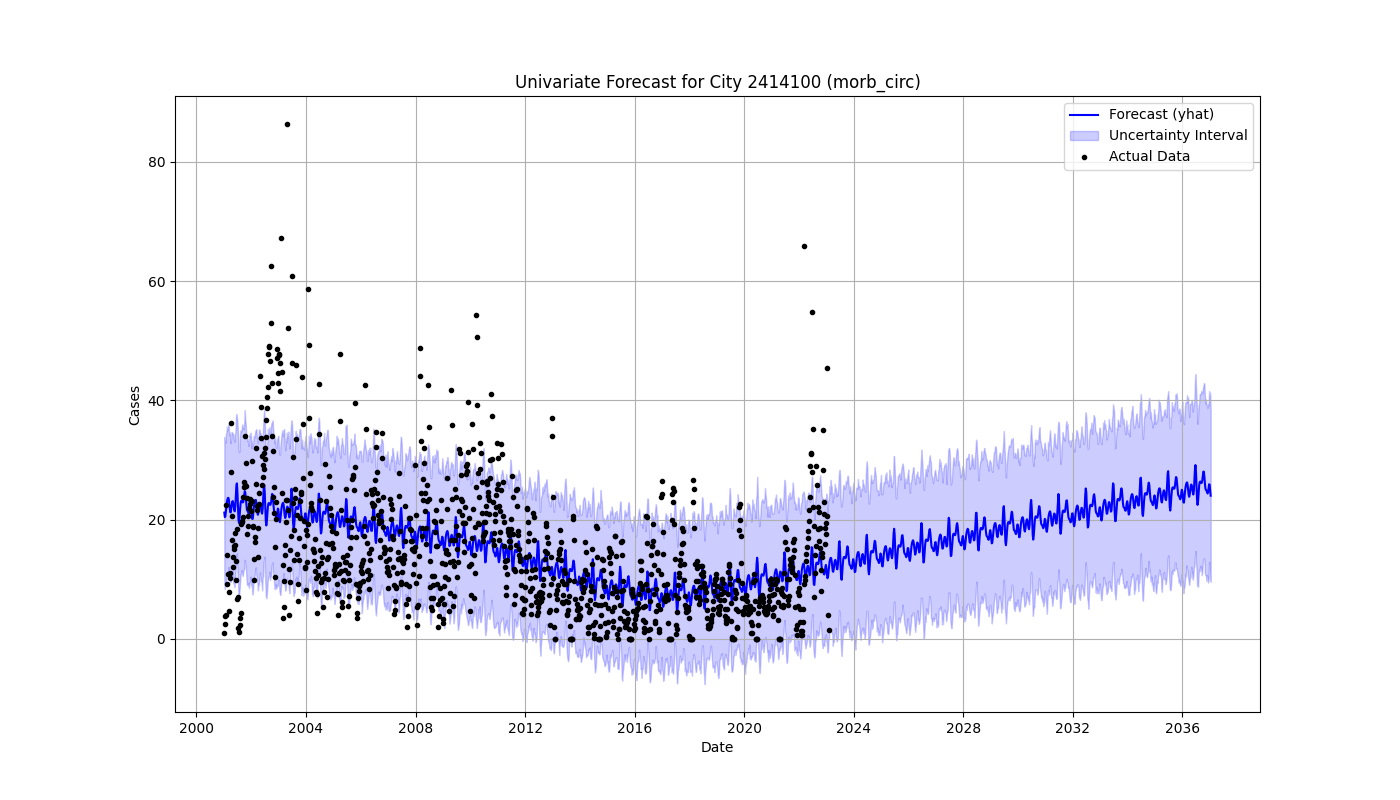 Univariate Forecast for City 2414100 (morb_circ)
Forecast (yhat)
Uncertainty Interval
Actual Data
Cases
80
60
40
20
0
2000 2004 2008 2012 2016 2020 2024 2028 2032 2036
Date